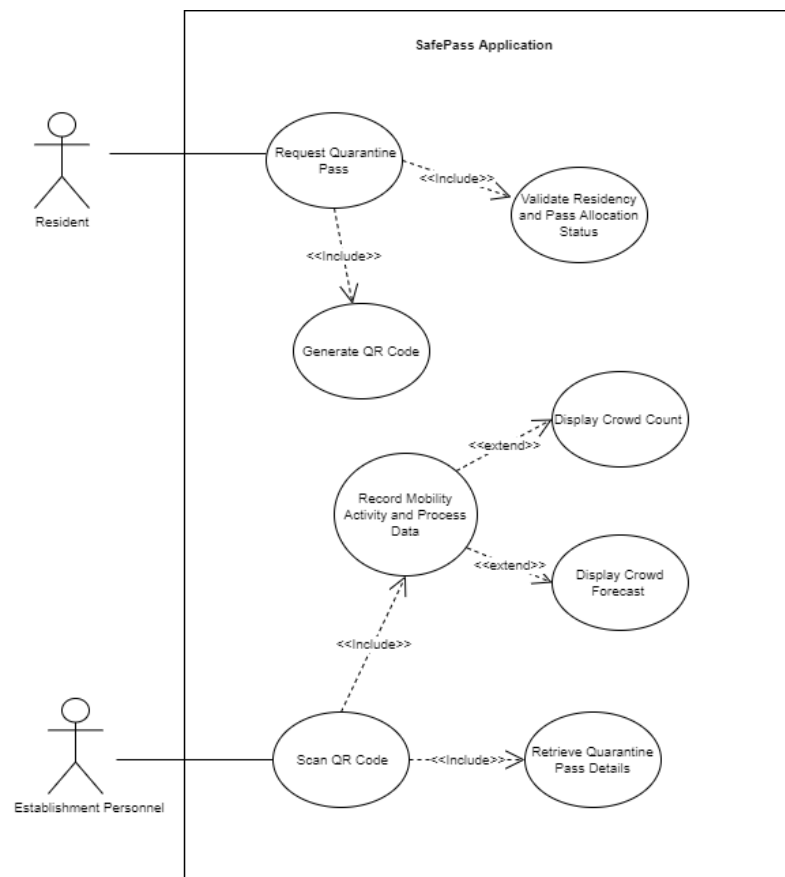 SafePass Application
Request Quarantine
Pass
<<Include>>
Validate Residency
and Pass Allocation
Status
Resident
<<Include>>
Generate QR Code
Display Crowd Count
<<extend>>
Record Mobility
Activity and Process
Data
<<extend>>
Display Crowd
Forecast
<<Include>>
Scan QR Code
<<Include>>
Retrieve Quarantine
Pass Details
Establishment Personnel